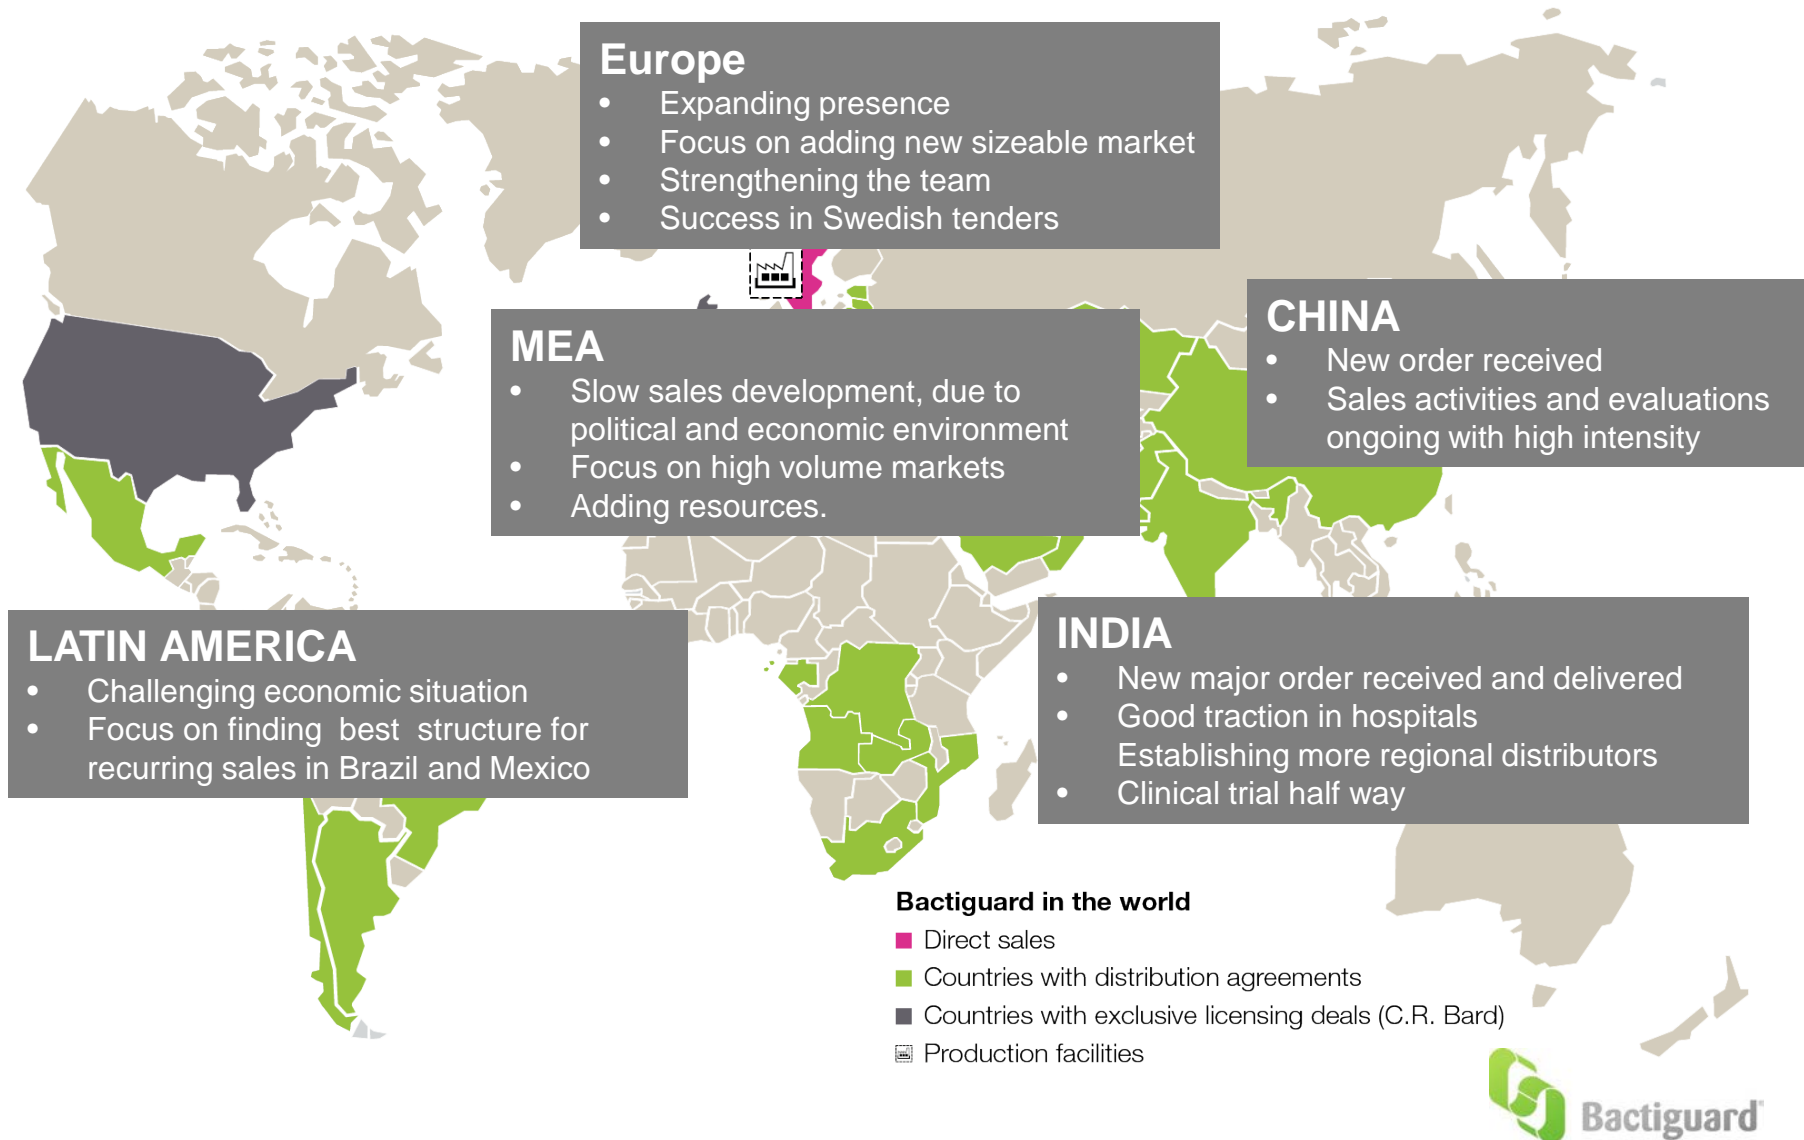 Europe
• Expanding presence
• Focus on adding new sizeable market
• Strengthening the team
• Success in Swedish tenders
MEA
• Slow sales development, due to
political and economic environment
• Focus on high volume markets
• Adding resources.
CHINA
• New order received
• Sales activities and evaluations
ongoing with high intensity
LATIN AMERICA
• Challenging economic situation
• Focus on finding best structure for
recurring sales in Brazil and Mexico
INDIA
• New major order received and delivered
• Good traction in hospitals
Establishing more regional distributors
• Clinical trial half way
Bactiguard in the world
Direct sales
Countries with distribution agreements
Countries with exclusive licensing deals (C.R. Bard)
Production facilities
Bactiguard